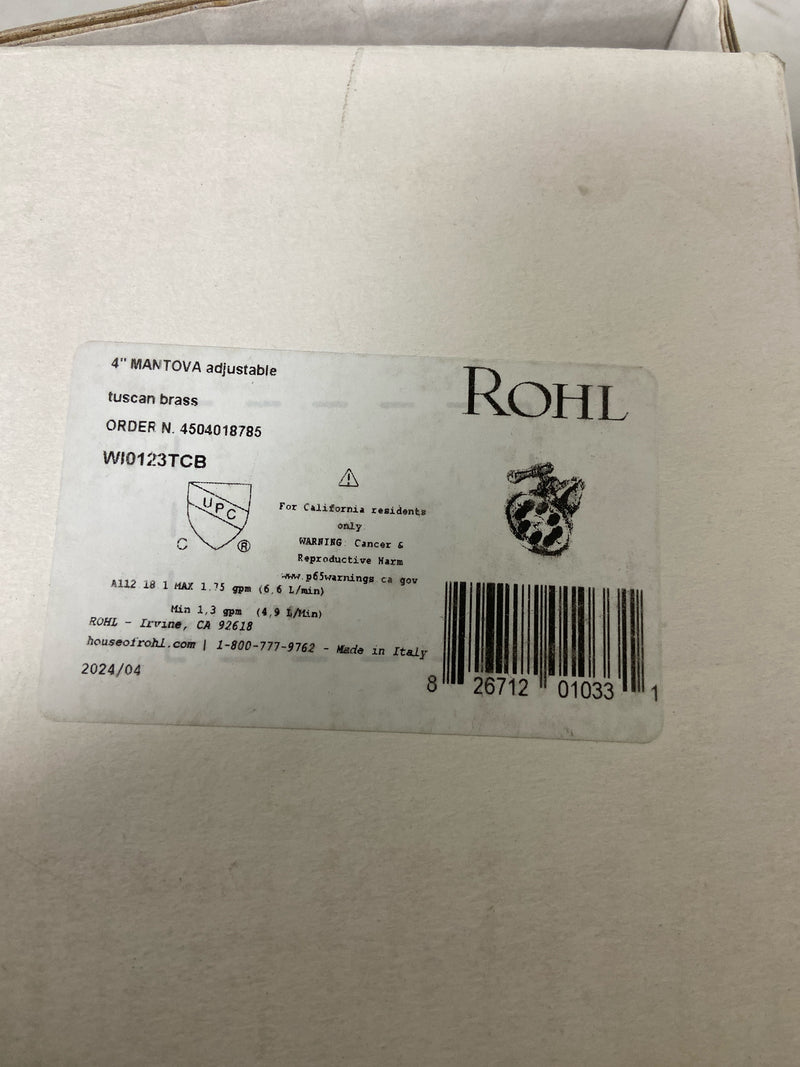 4" MANTOVA adjustable
tuscan brass
ORDER N. 4504018785
WI0123TCB
ROHL
UPC
C ®
For California residents
only
WARNING: Cancer &
Reproductive Harm
www.p65warnings.ca gov
A112 18 1 MAX 1.75 gpm (6,6 L/min)
Min 1,3 gpm (4,9 L/Min)
ROHL - Irvine, CA 92618
houseofrohl.com | 1-800-777-9762 - Made in Italy
2024/04
8 26712 01033 1